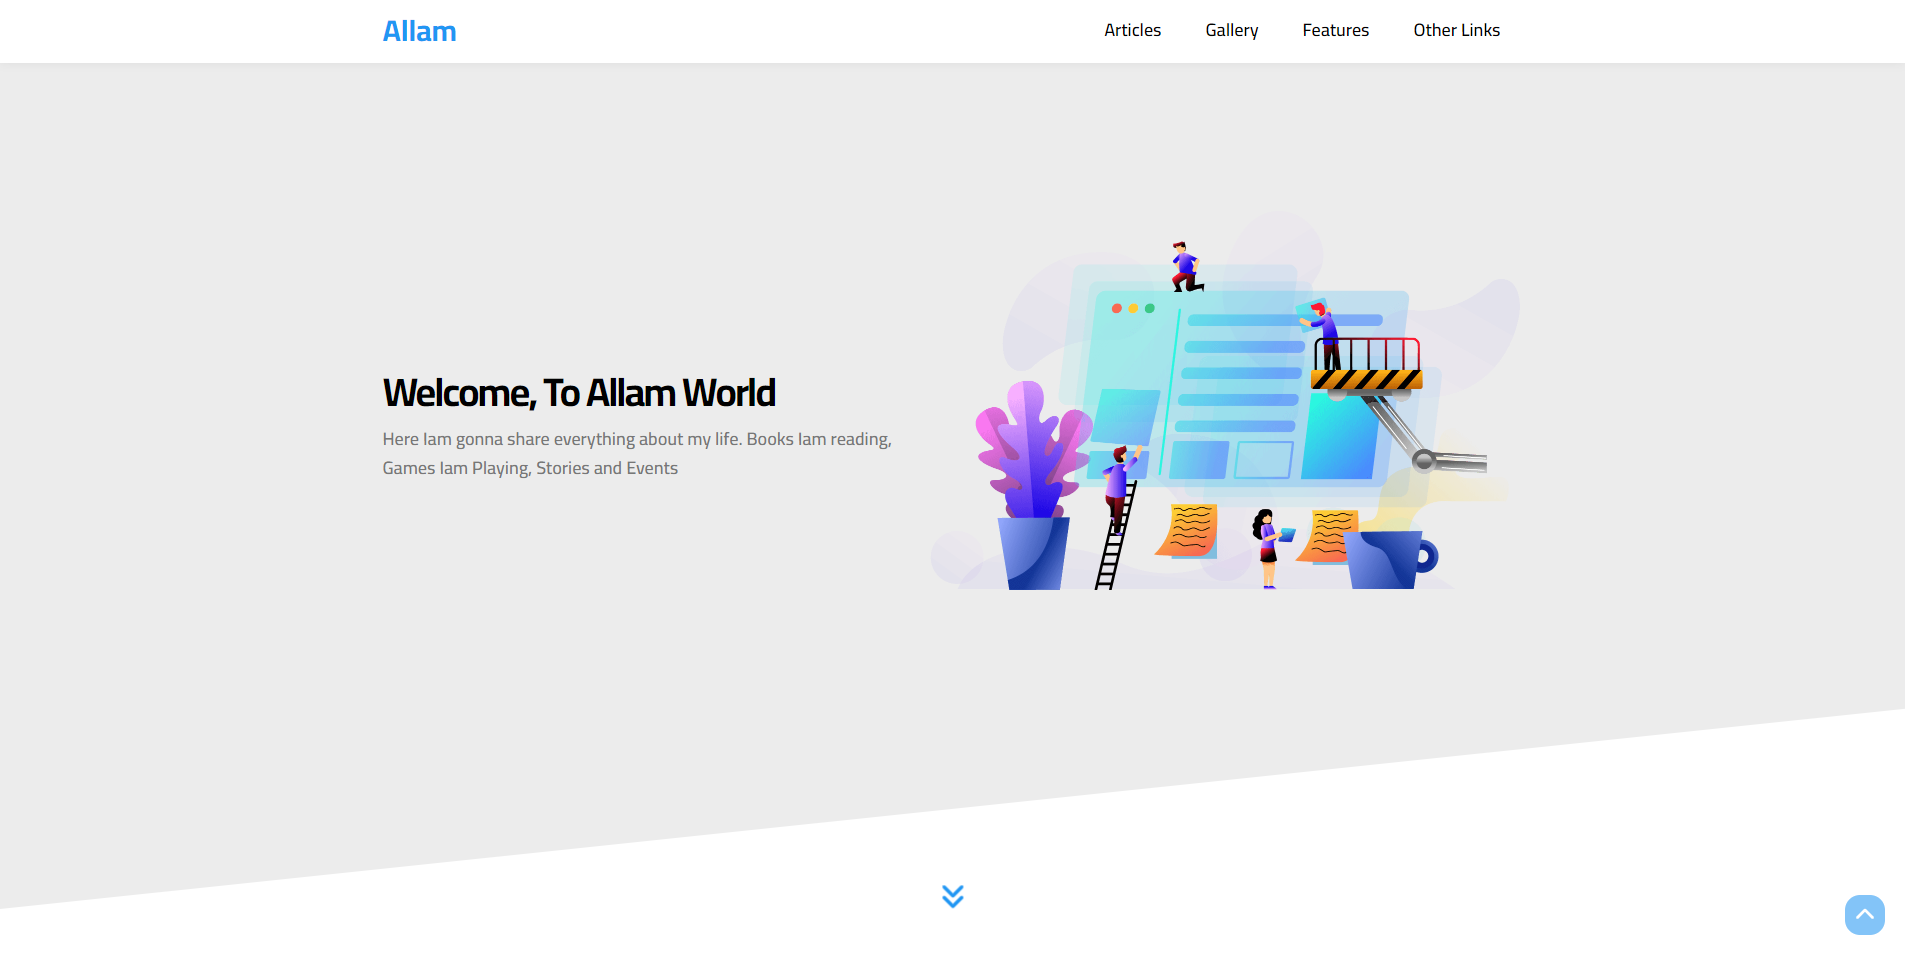 Allam
Articles
Gallery
Features
Other Links
Welcome, To Allam World
Here Iam gonna share everything about my life. Books Iam reading,
Games Iam Playing, Stories and Events